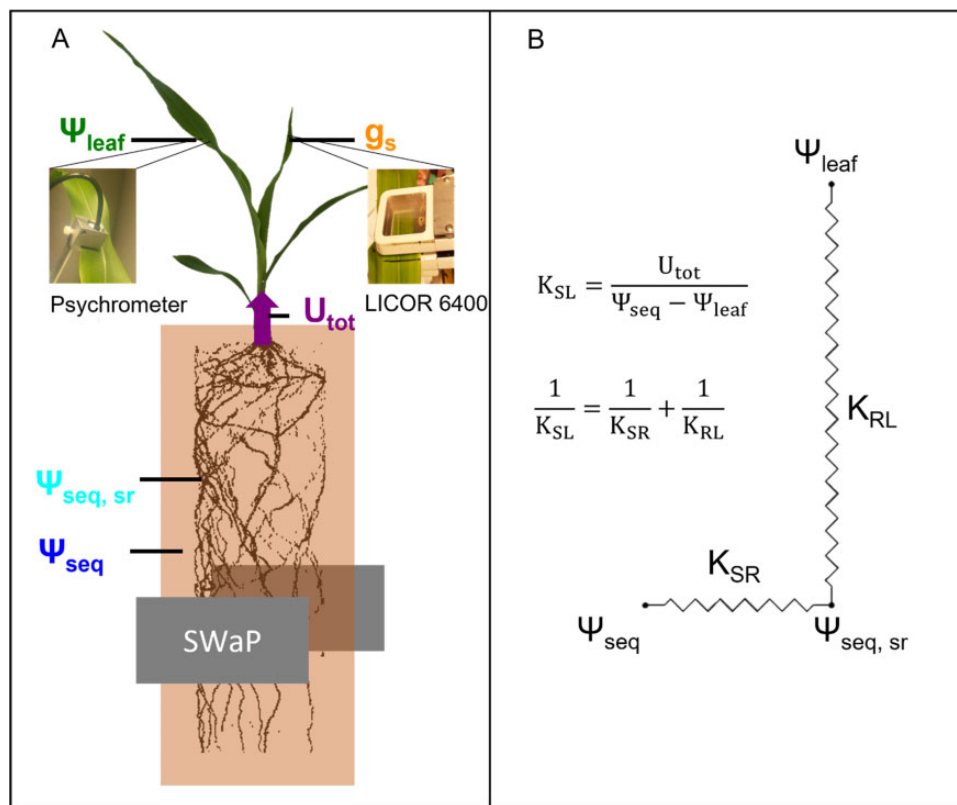 A
Ψleaf
gs
Psychrometer
LICOR 6400
Utot
Ψseq, sr
Ψseq
SWaP
B
Ψleaf
KSL = Utot / (Ψseq − Ψleaf)
1/KSL = 1/KSR + 1/KRL
KRL
KSR
Ψseq
Ψseq, sr